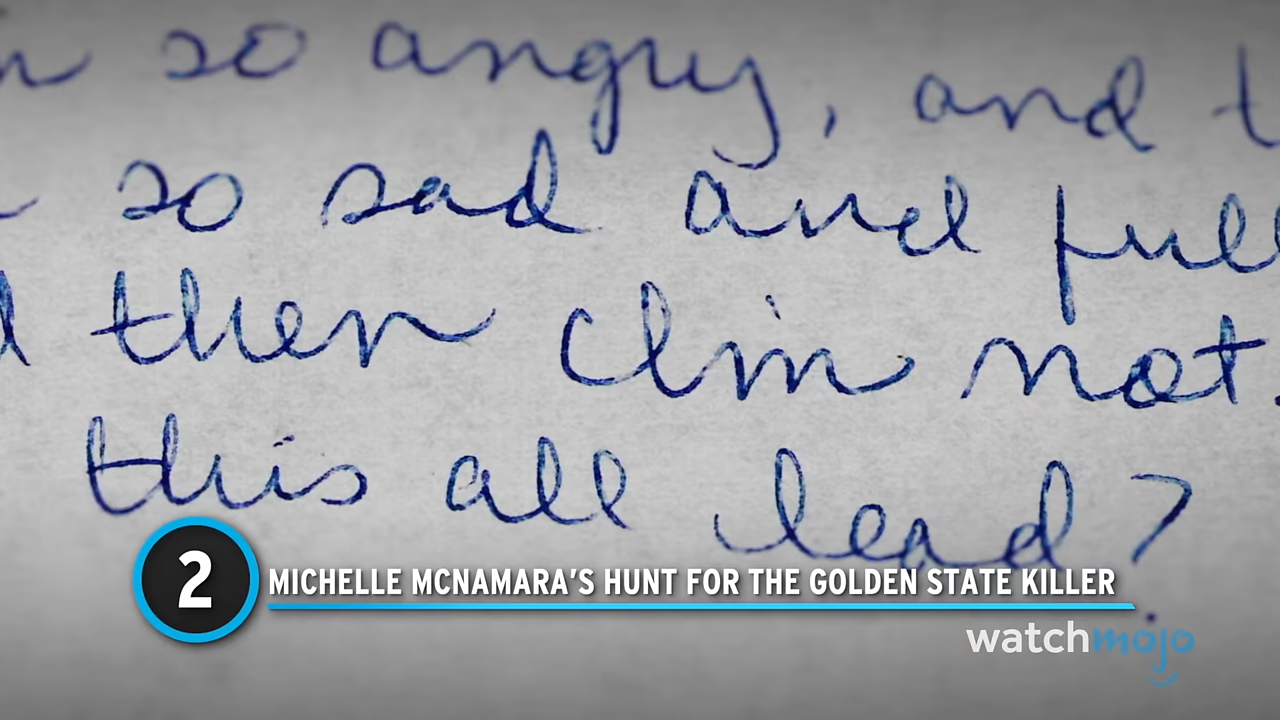 so angry, and t
so sad and full
then I'm not.
this all lead?
2
MICHELLE MCNAMARA'S HUNT FOR THE GOLDEN STATE KILLER
watchmojo